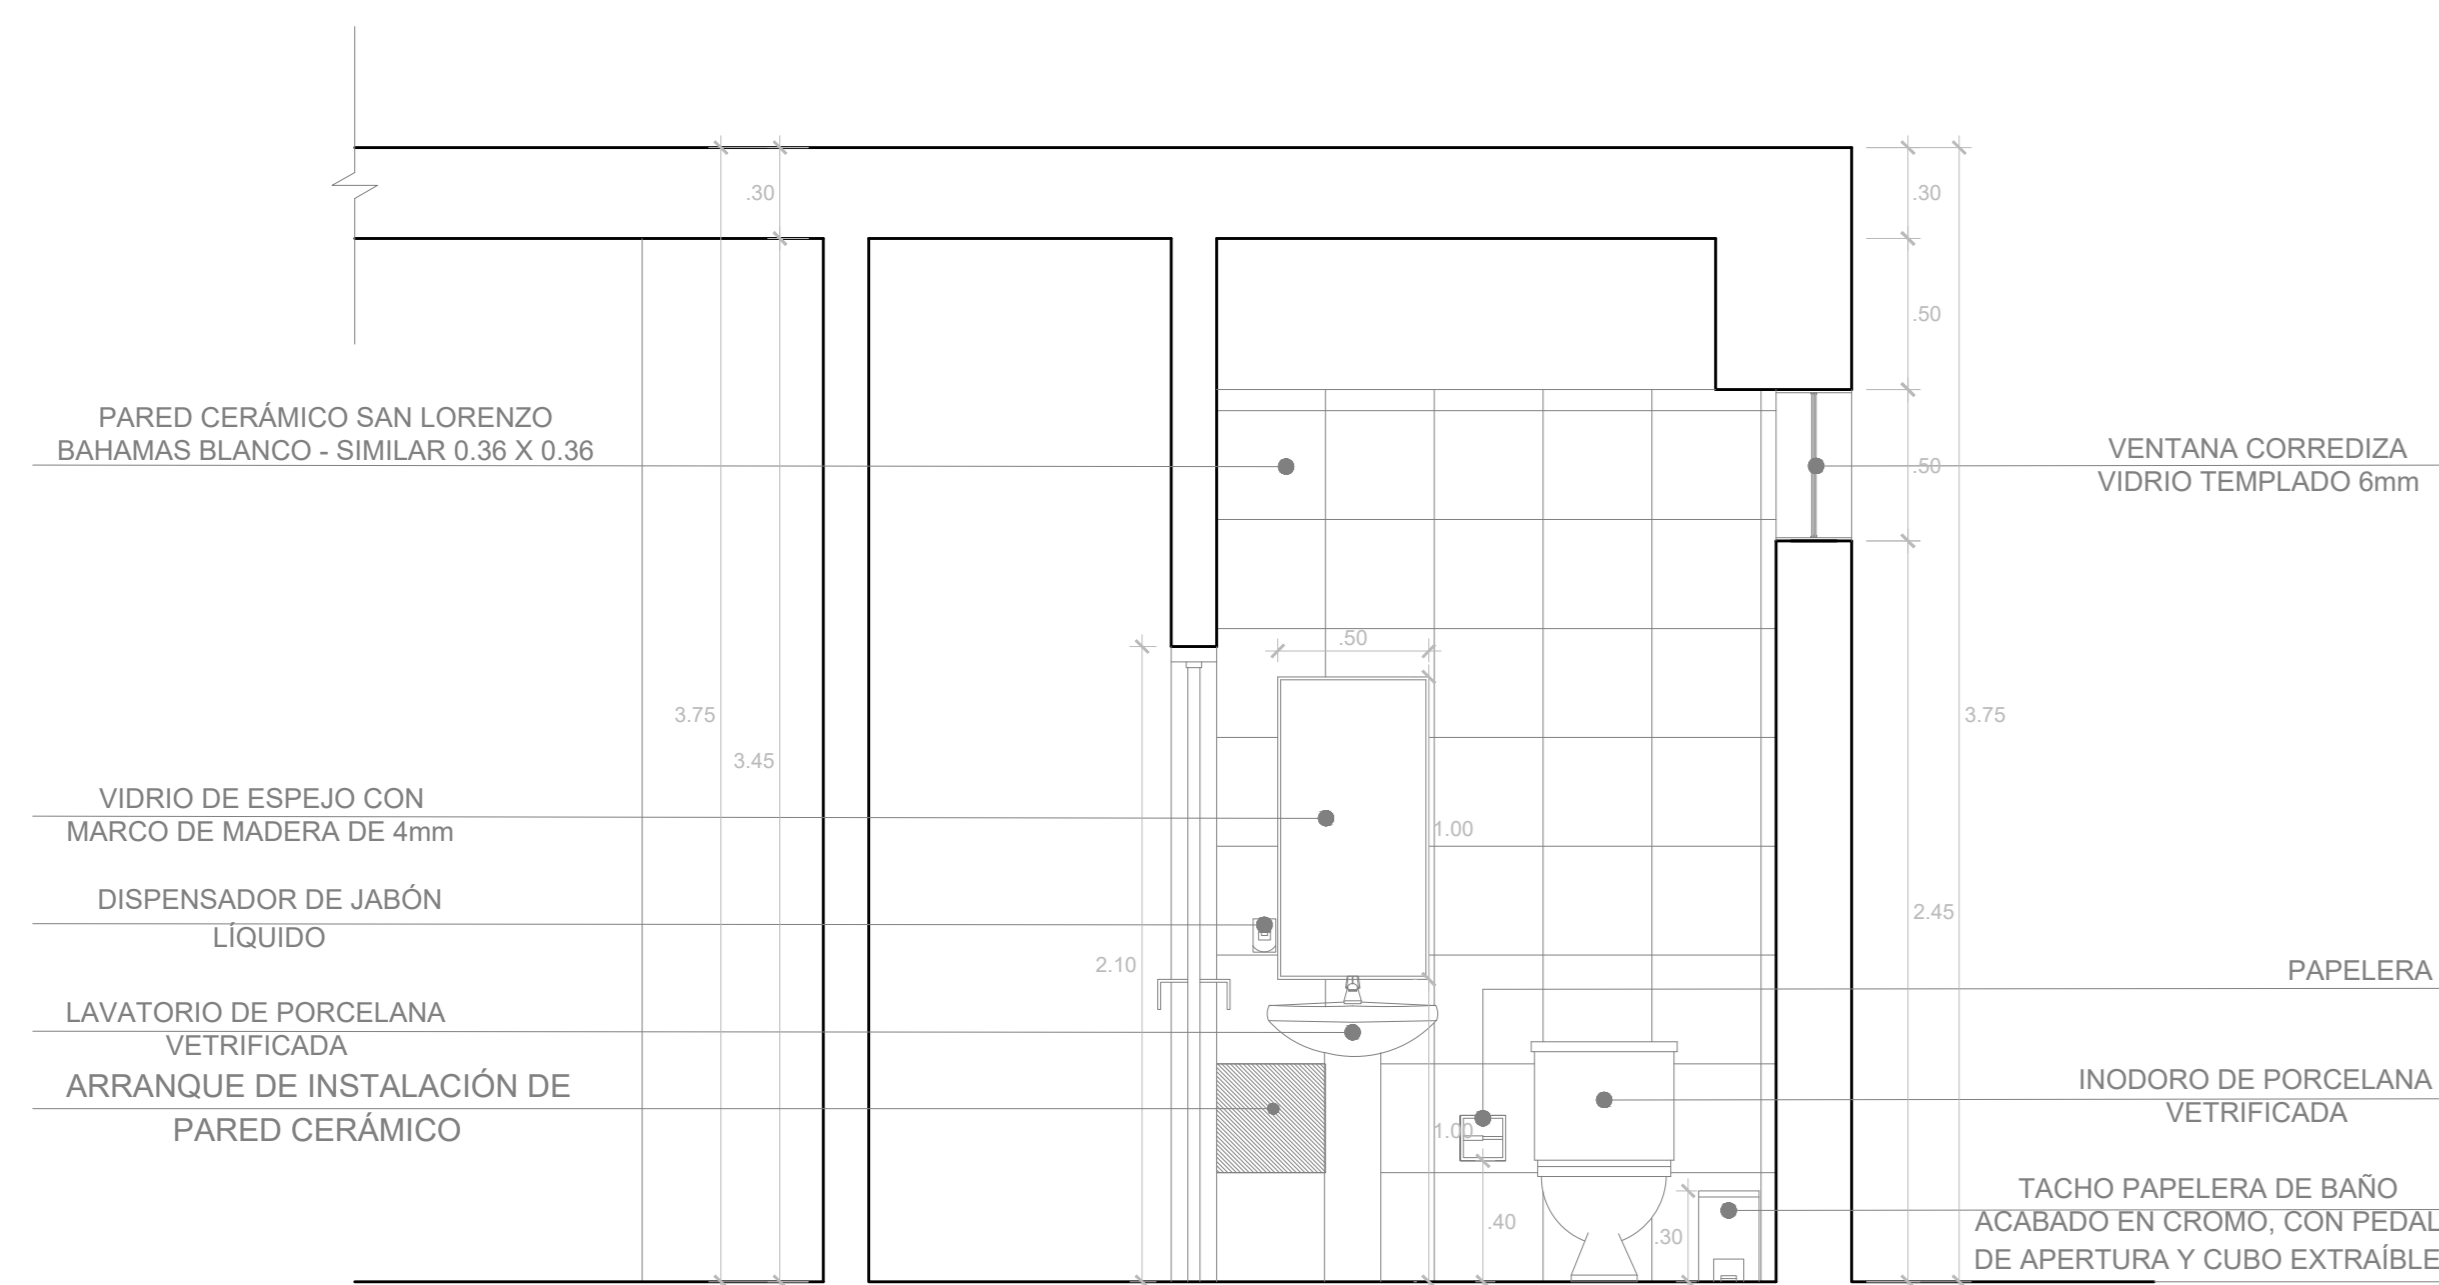 .30
.30
.50
PARED CERÁMICO SAN LORENZO
BAHAMAS BLANCO - SIMILAR 0.36 X 0.36
VENTANA CORREDIZA
.50
VIDRIO TEMPLADO 6mm
.50
3.75
3.75
3.45
VIDRIO DE ESPEJO CON
MARCO DE MADERA DE 4mm
1.00
DISPENSADOR DE JABÓN
LÍQUIDO
2.45
2.10
PAPELERA
LAVATORIO DE PORCELANA
VETRIFICADA
ARRANQUE DE INSTALACIÓN DE
PARED CERÁMICO
INODORO DE PORCELANA
VETRIFICADA
1.00
TACHO PAPELERA DE BAÑO
ACABADO EN CROMO, CON PEDAL
DE APERTURA Y CUBO EXTRAÍBLE
.40
.30